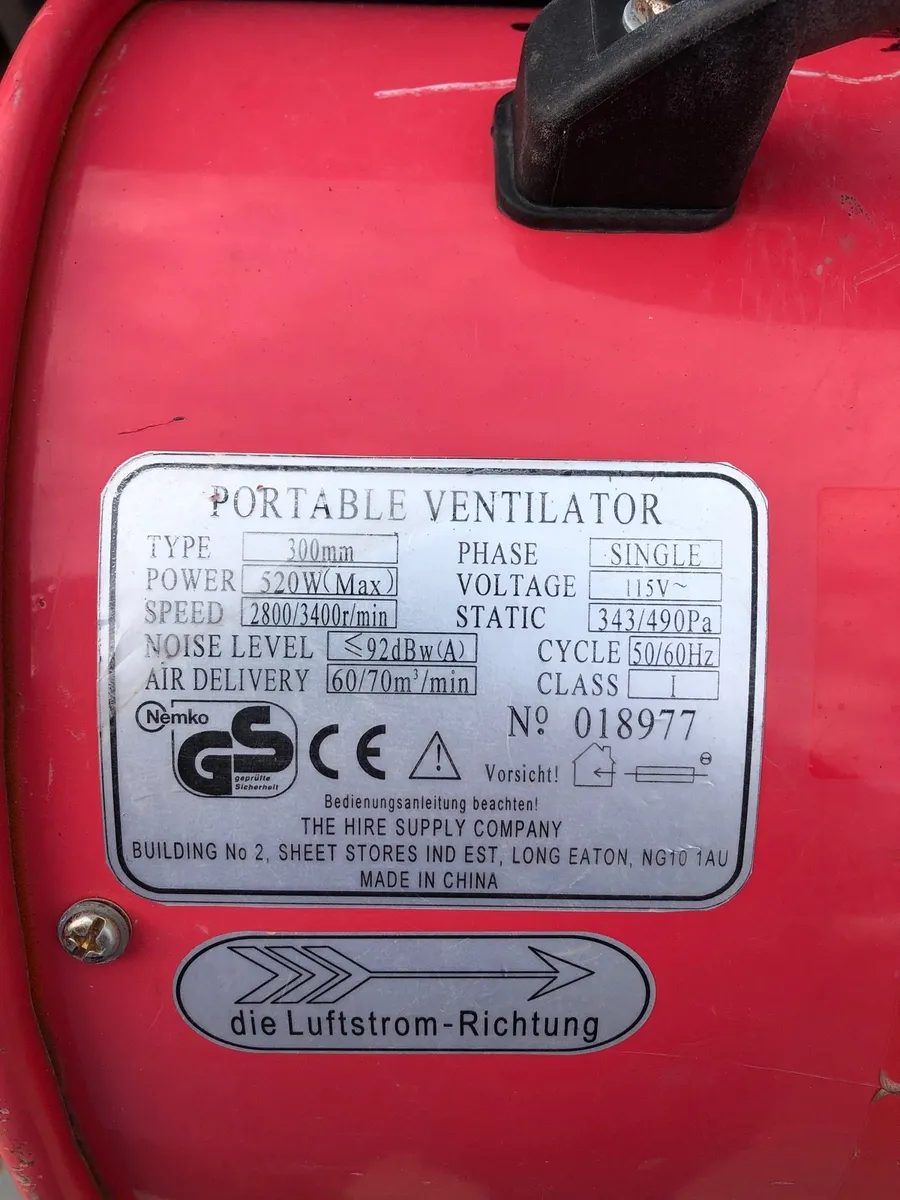 PORTABLE VENTILATOR
TYPE 300mm PHASE SINGLE
POWER 520W(Max) VOLTAGE 115V~
SPEED 2800/3400r/min STATIC 343/490Pa
NOISE LEVEL ≤92dBw(A) CYCLE 50/60Hz
AIR DELIVERY 60/70m³/min CLASS I
Nº 018977
Nemko
GS
geprüfte
Sicherheit
CE
Vorsicht!
Bedienungsanleitung beachten!
THE HIRE SUPPLY COMPANY
BUILDING No 2, SHEET STORES IND EST, LONG EATON, NG10 1AU
MADE IN CHINA
die Luftstrom-Richtung